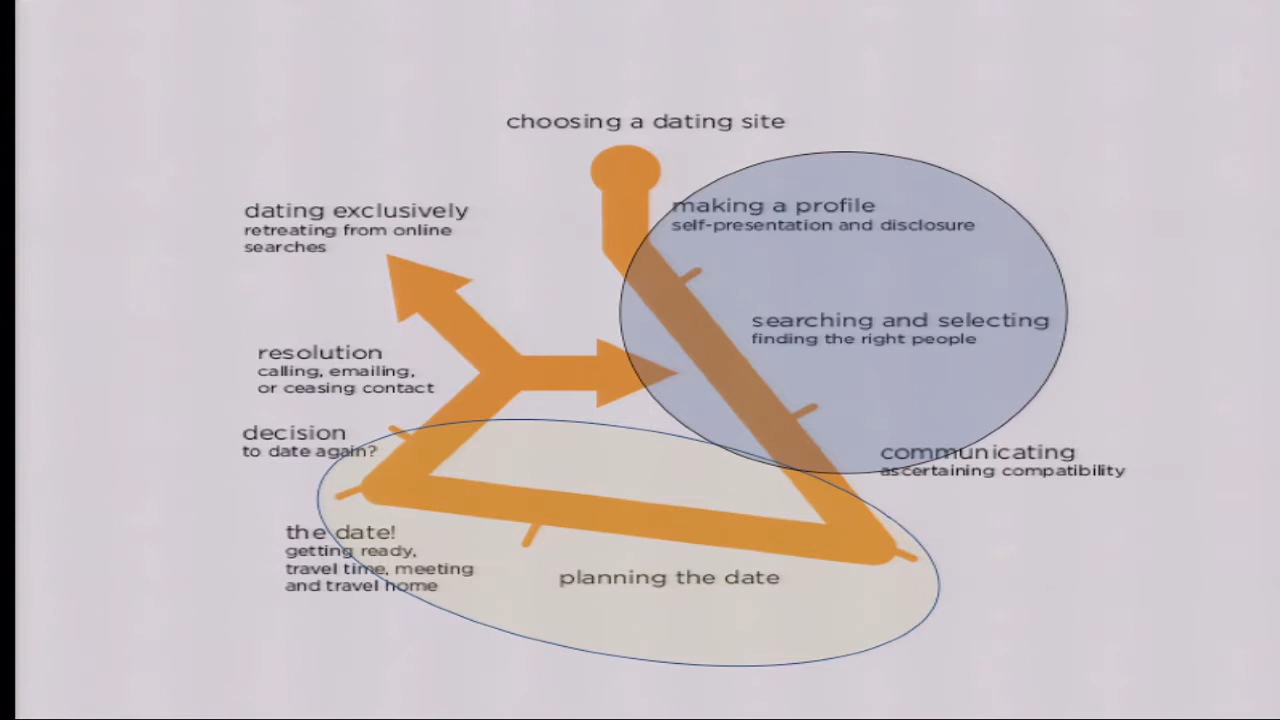 choosing a dating site
making a profile
self-presentation and disclosure
searching and selecting
finding the right people
communicating
ascertaining compatibility
planning the date
the date!
getting ready,
travel time, meeting
and travel home
decision
to date again?
resolution
calling, emailing,
or ceasing contact
dating exclusively
retreating from online
searches